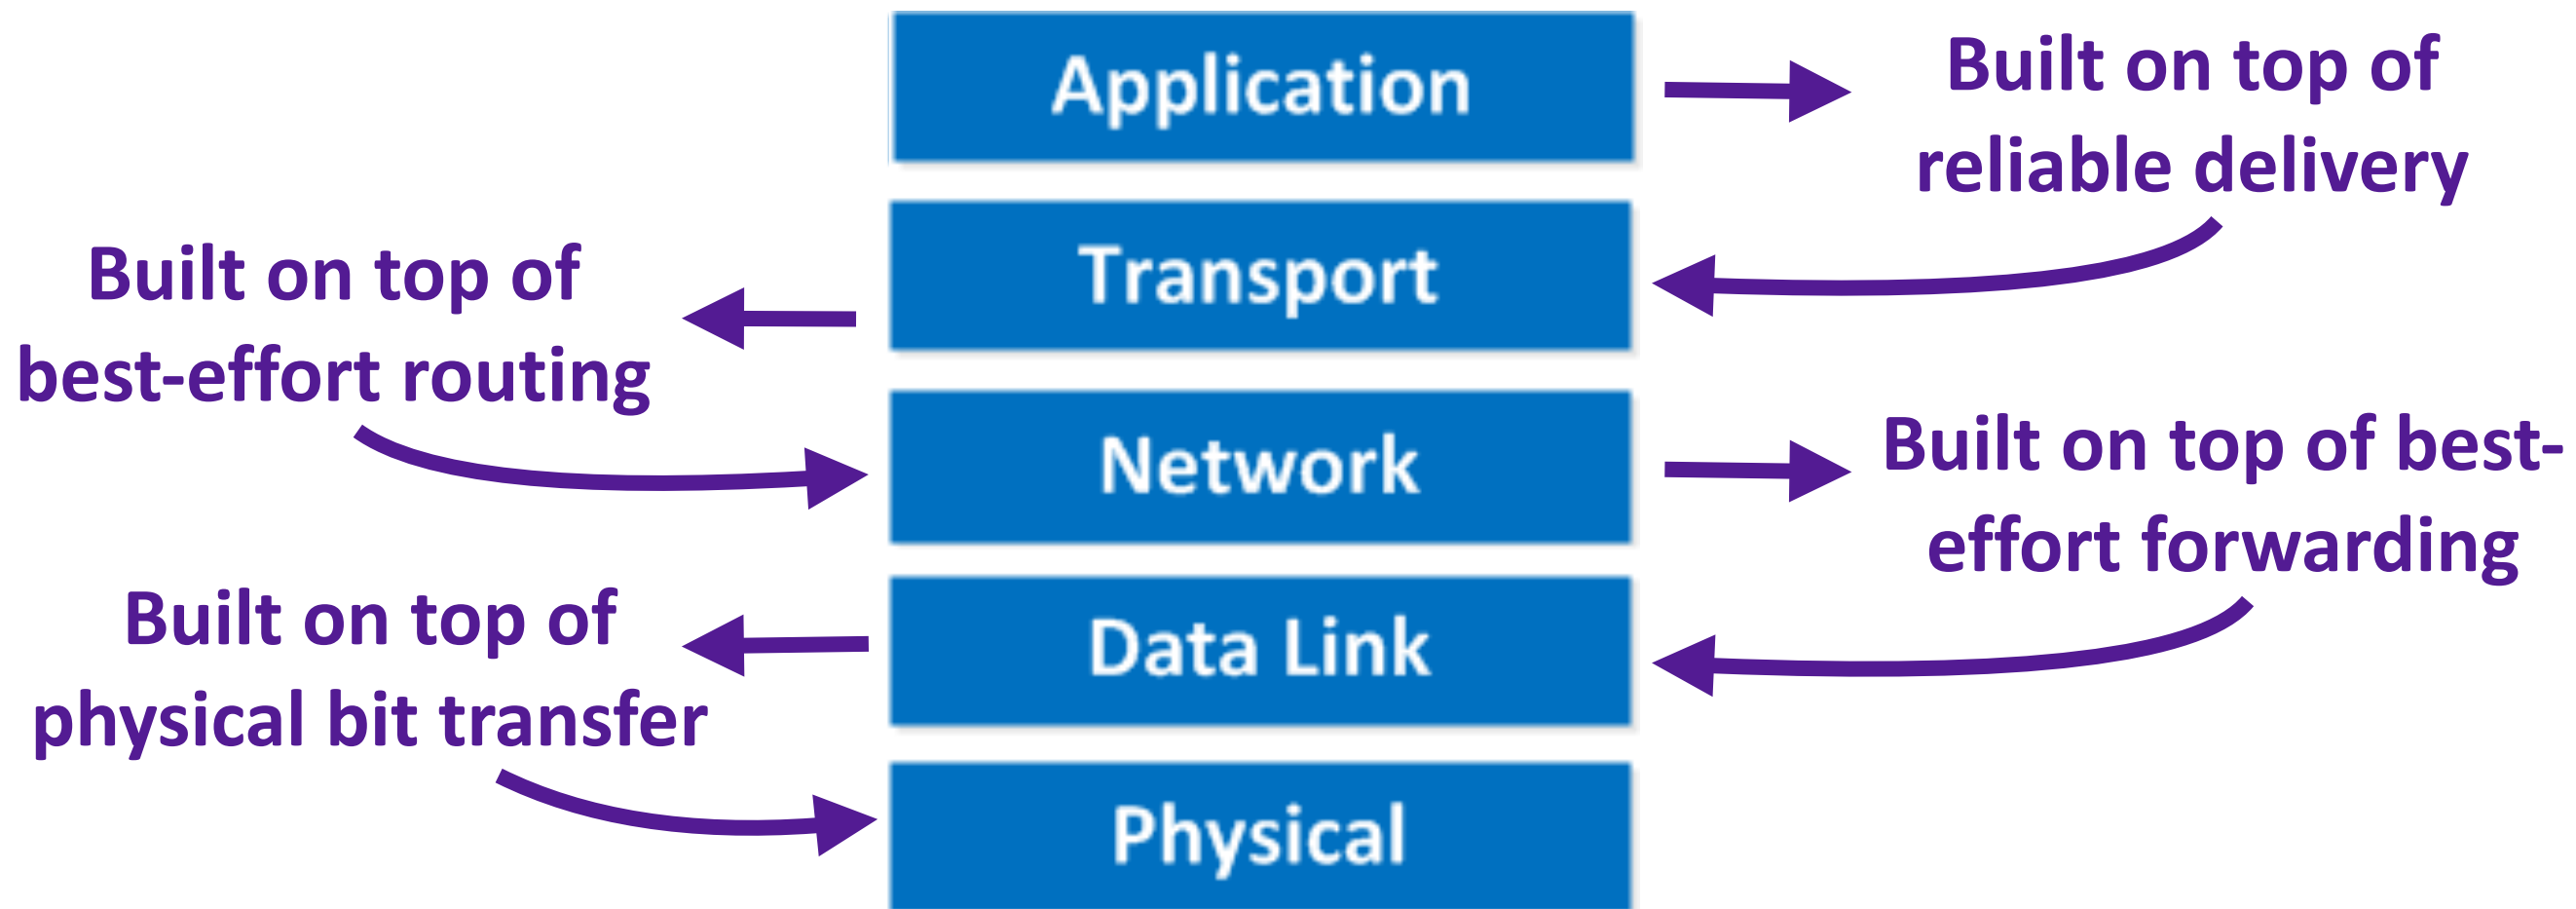 Application
Built on top of
reliable delivery
Transport
Built on top of
best-effort routing
Network
Built on top of best-
effort forwarding
Data Link
Built on top of
physical bit transfer
Physical